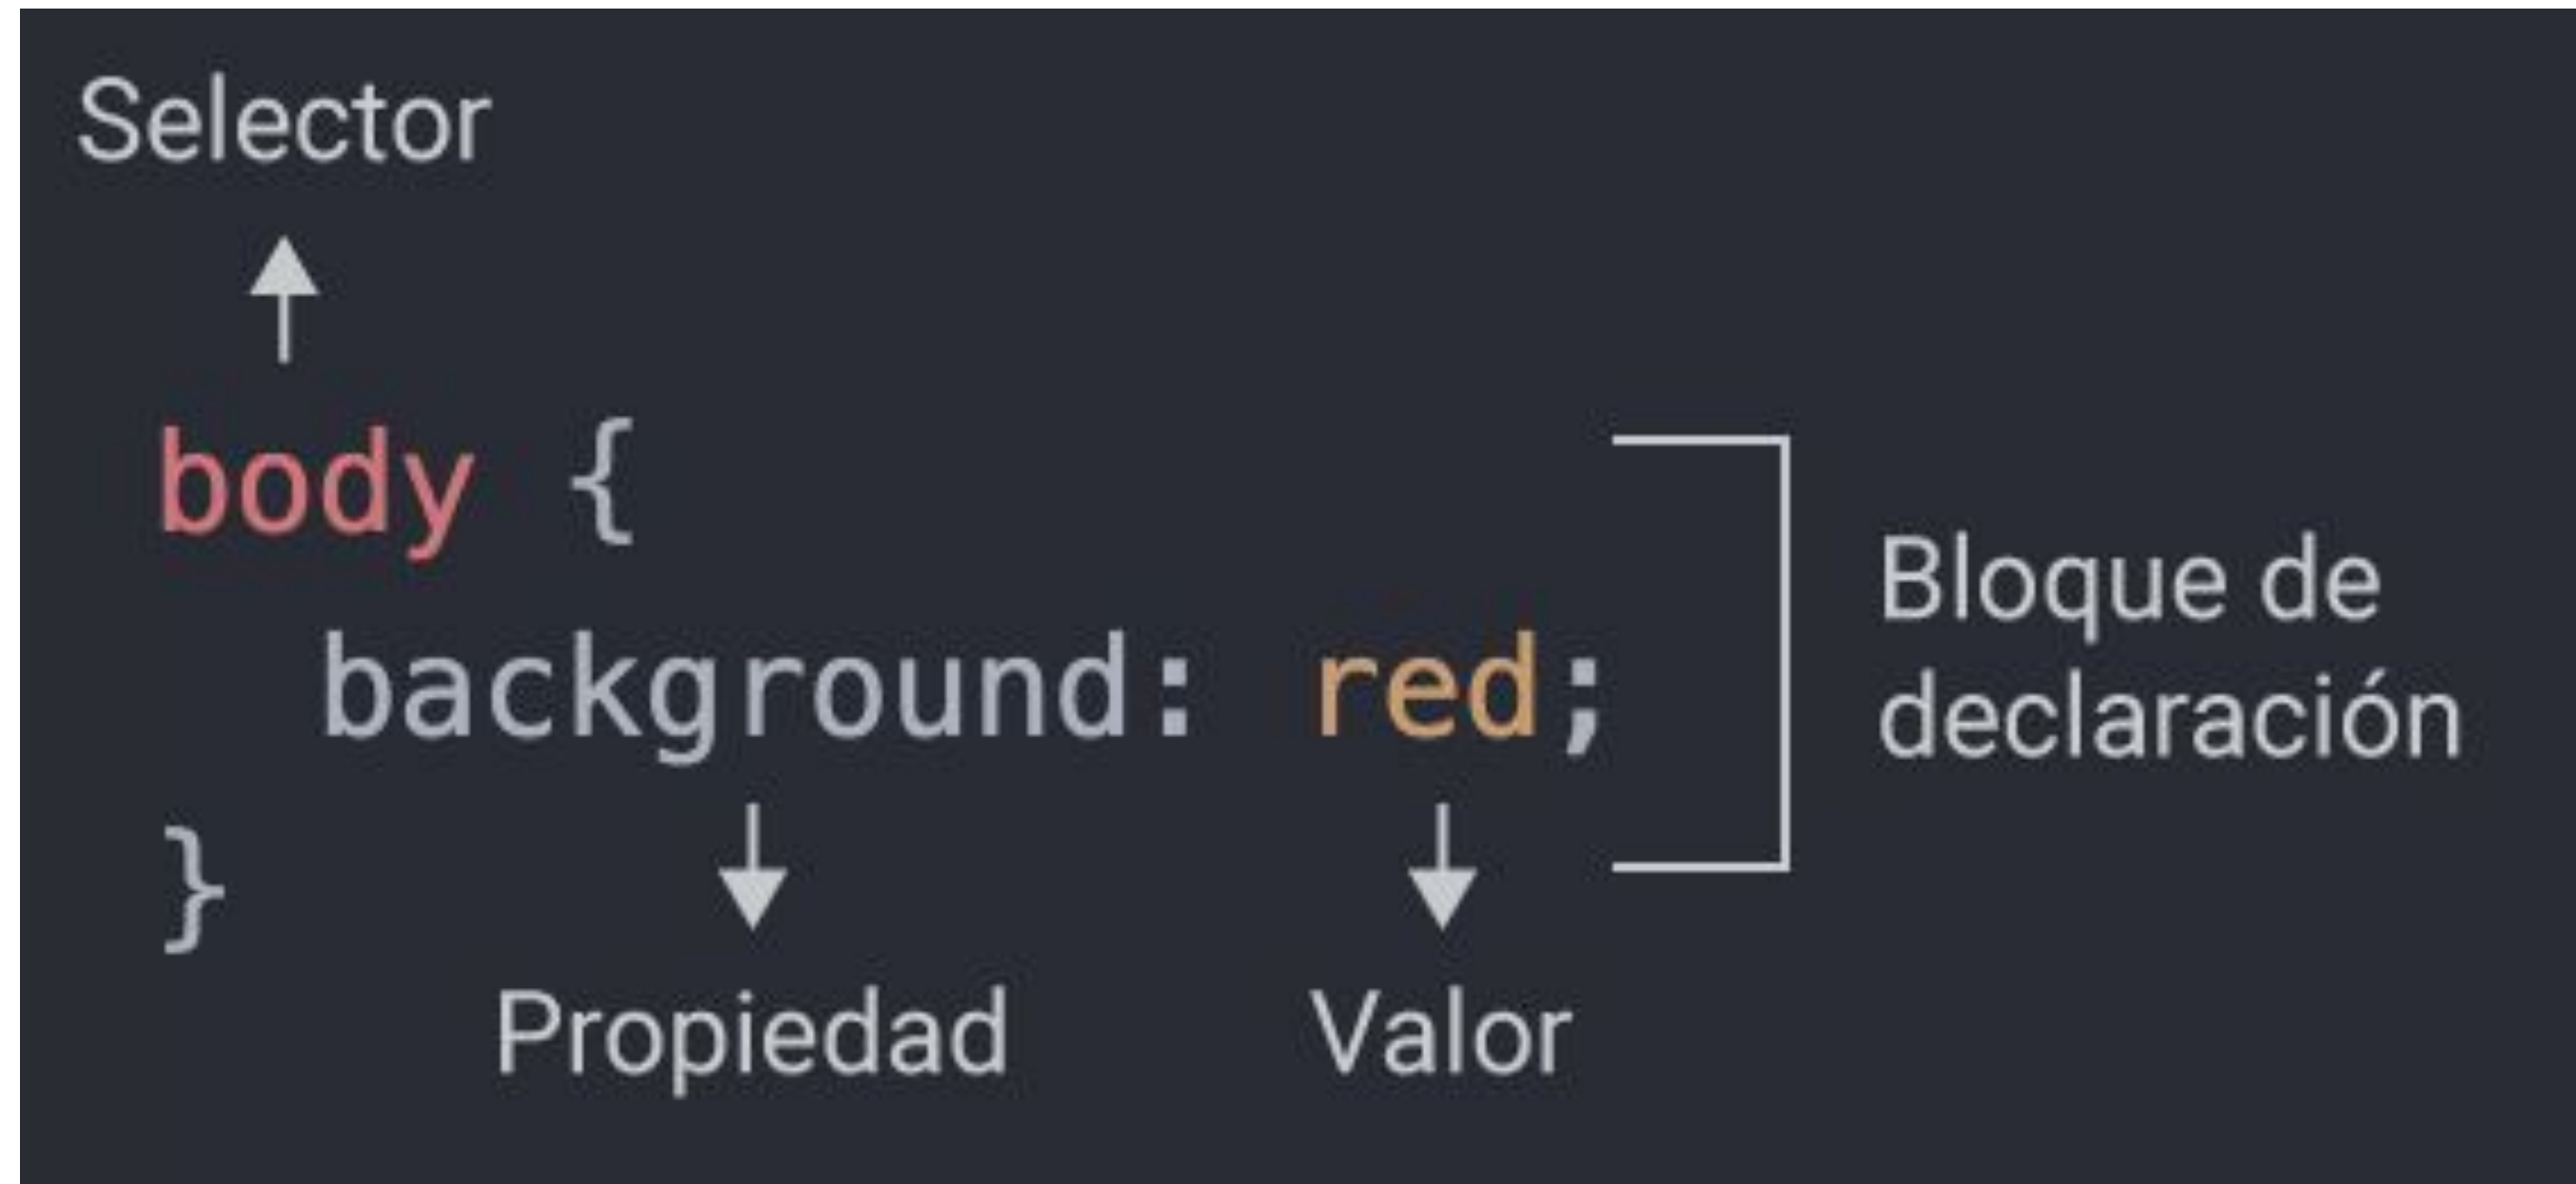 Selector
body {
background: red;
}
Bloque de
declaración
Propiedad
Valor